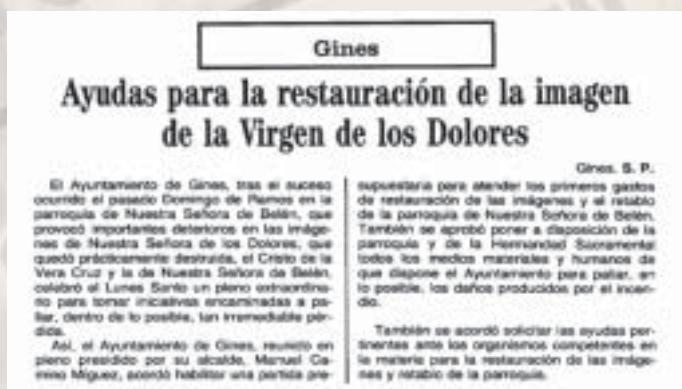 Gines
Ayudas para la restauración de la imagen
de la Virgen de los Dolores
Gines. S. P.
El Ayuntamiento de Gines, tras el suceso
ocurrido el pasado Domingo de Ramos en la
parroquia de Nuestra Señora de Belén, que
provocó importantes deterioros en las imáge-
nes de Nuestra Señora de los Dolores, que
quedó prácticamente destruida, el Cristo de la
Vera Cruz y la de Nuestra Señora de Belén,
celebró el Lunes Santo un pleno extraordina-
rio para tomar iniciativas encaminadas a pa-
liar, dentro de lo posible, tan irremediable pér-
dida.
Así, el Ayuntamiento de Gines, reunido en
pleno presidido por su alcalde, Manuel Ca-
mino Míguez, acordó habilitar una partida pre-
supuestaria para atender los primeros gastos
de restauración de las imágenes y el retablo
de la parroquia de Nuestra Señora de Belén.
También se aprobó poner a disposición de la
parroquia y de la Hermandad Sacramental
todos los medios materiales y humanos de
que dispone el Ayuntamiento para paliar, en
lo posible, los daños producidos por el incen-
dio.
También se acordó solicitar las ayudas per-
tinentes ante los organismos competentes en
la materia para la restauración de las imáge-
nes y retablo de la parroquia.